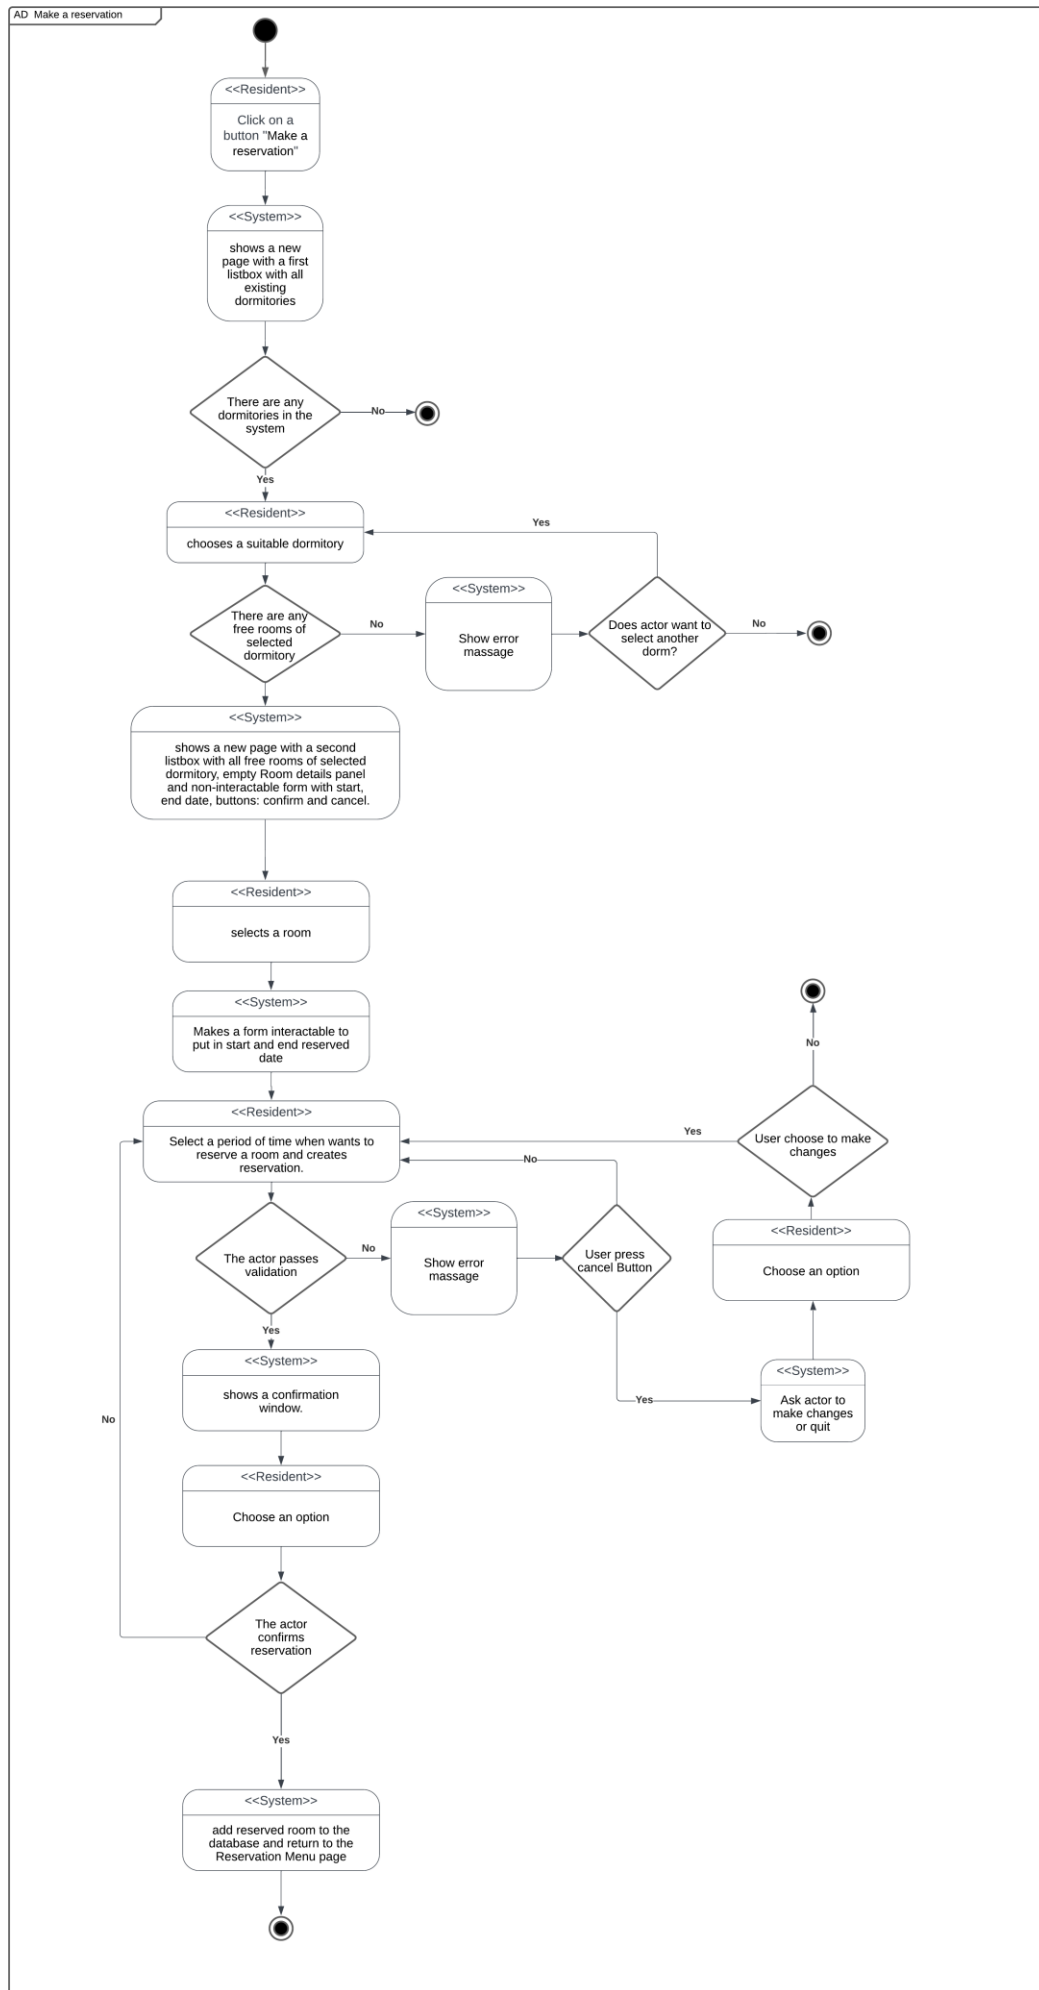 AD Make a reservation
<<Resident>>
Click on a
button "Make a
reservation"
<<System>>
shows a new
page with a first
listbox with all
existing
dormitories
There are any
dormitories in the
system
No
Yes
<<Resident>>
chooses a suitable dormitory
Yes
There are any
free rooms of
selected
dormitory
No
<<System>>
Show error
massage
Does actor want to
select another
dorm?
No
<<System>>
shows a new page with a second
listbox with all free rooms of selected
dormitory, empty Room details panel
and non-interactable form with start,
end date, buttons: confirm and cancel.
<<Resident>>
selects a room
<<System>>
Makes a form interactable to
put in start and end reserved
date
<<Resident>>
Select a period of time when wants to
reserve a room and creates
reservation.
No
User choose to make
changes
Yes
No
The actor passes
validation
No
<<System>>
Show error
massage
User press
cancel Button
<<Resident>>
Choose an option
Yes
<<System>>
Ask actor to
make changes
or quit
Yes
<<System>>
shows a confirmation
window.
No
<<Resident>>
Choose an option
The actor
confirms
reservation
Yes
<<System>>
add reserved room to the
database and return to the
Reservation Menu page